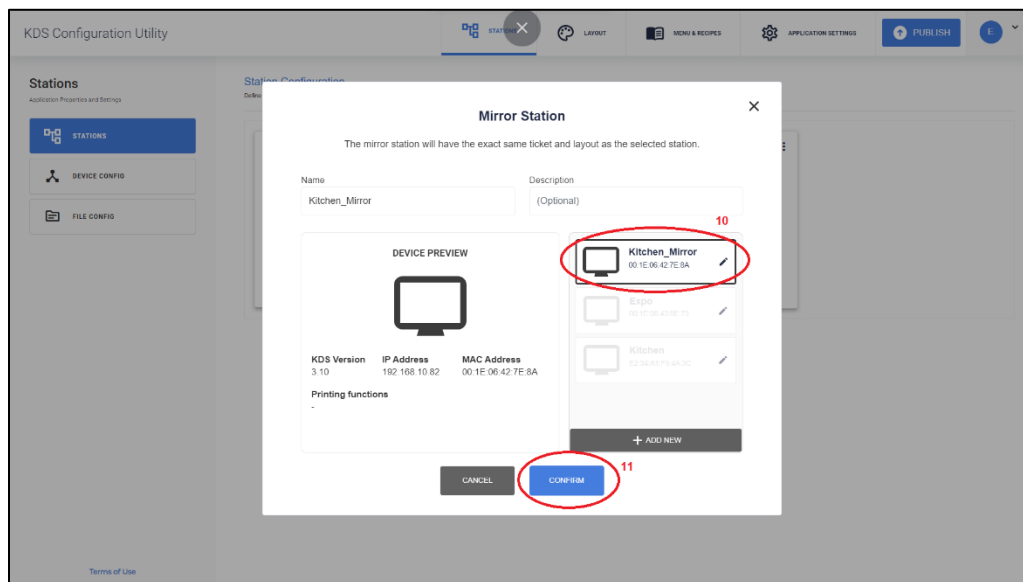 KDS Configuration Utility
STATIONS
LAYOUT
MENU & RECIPES
APPLICATION SETTINGS
PUBLISH
E
Stations
Application Properties and Settings
STATIONS
DEVICE CONFIG
FILE CONFIG
Station Configuration
Define
Mirror Station
The mirror station will have the exact same ticket and layout as the selected station.
Name
Description
Kitchen_Mirror
(Optional)
10
DEVICE PREVIEW
KDS Version
IP Address
MAC Address
3.10
192.168.10.82
00:1E:06:42:7E:8A
Printing functions
-
Kitchen_Mirror
00:1E:06:42:7E:8A
Expo
Kitchen
+ ADD NEW
CANCEL
CONFIRM
11
Terms of Use